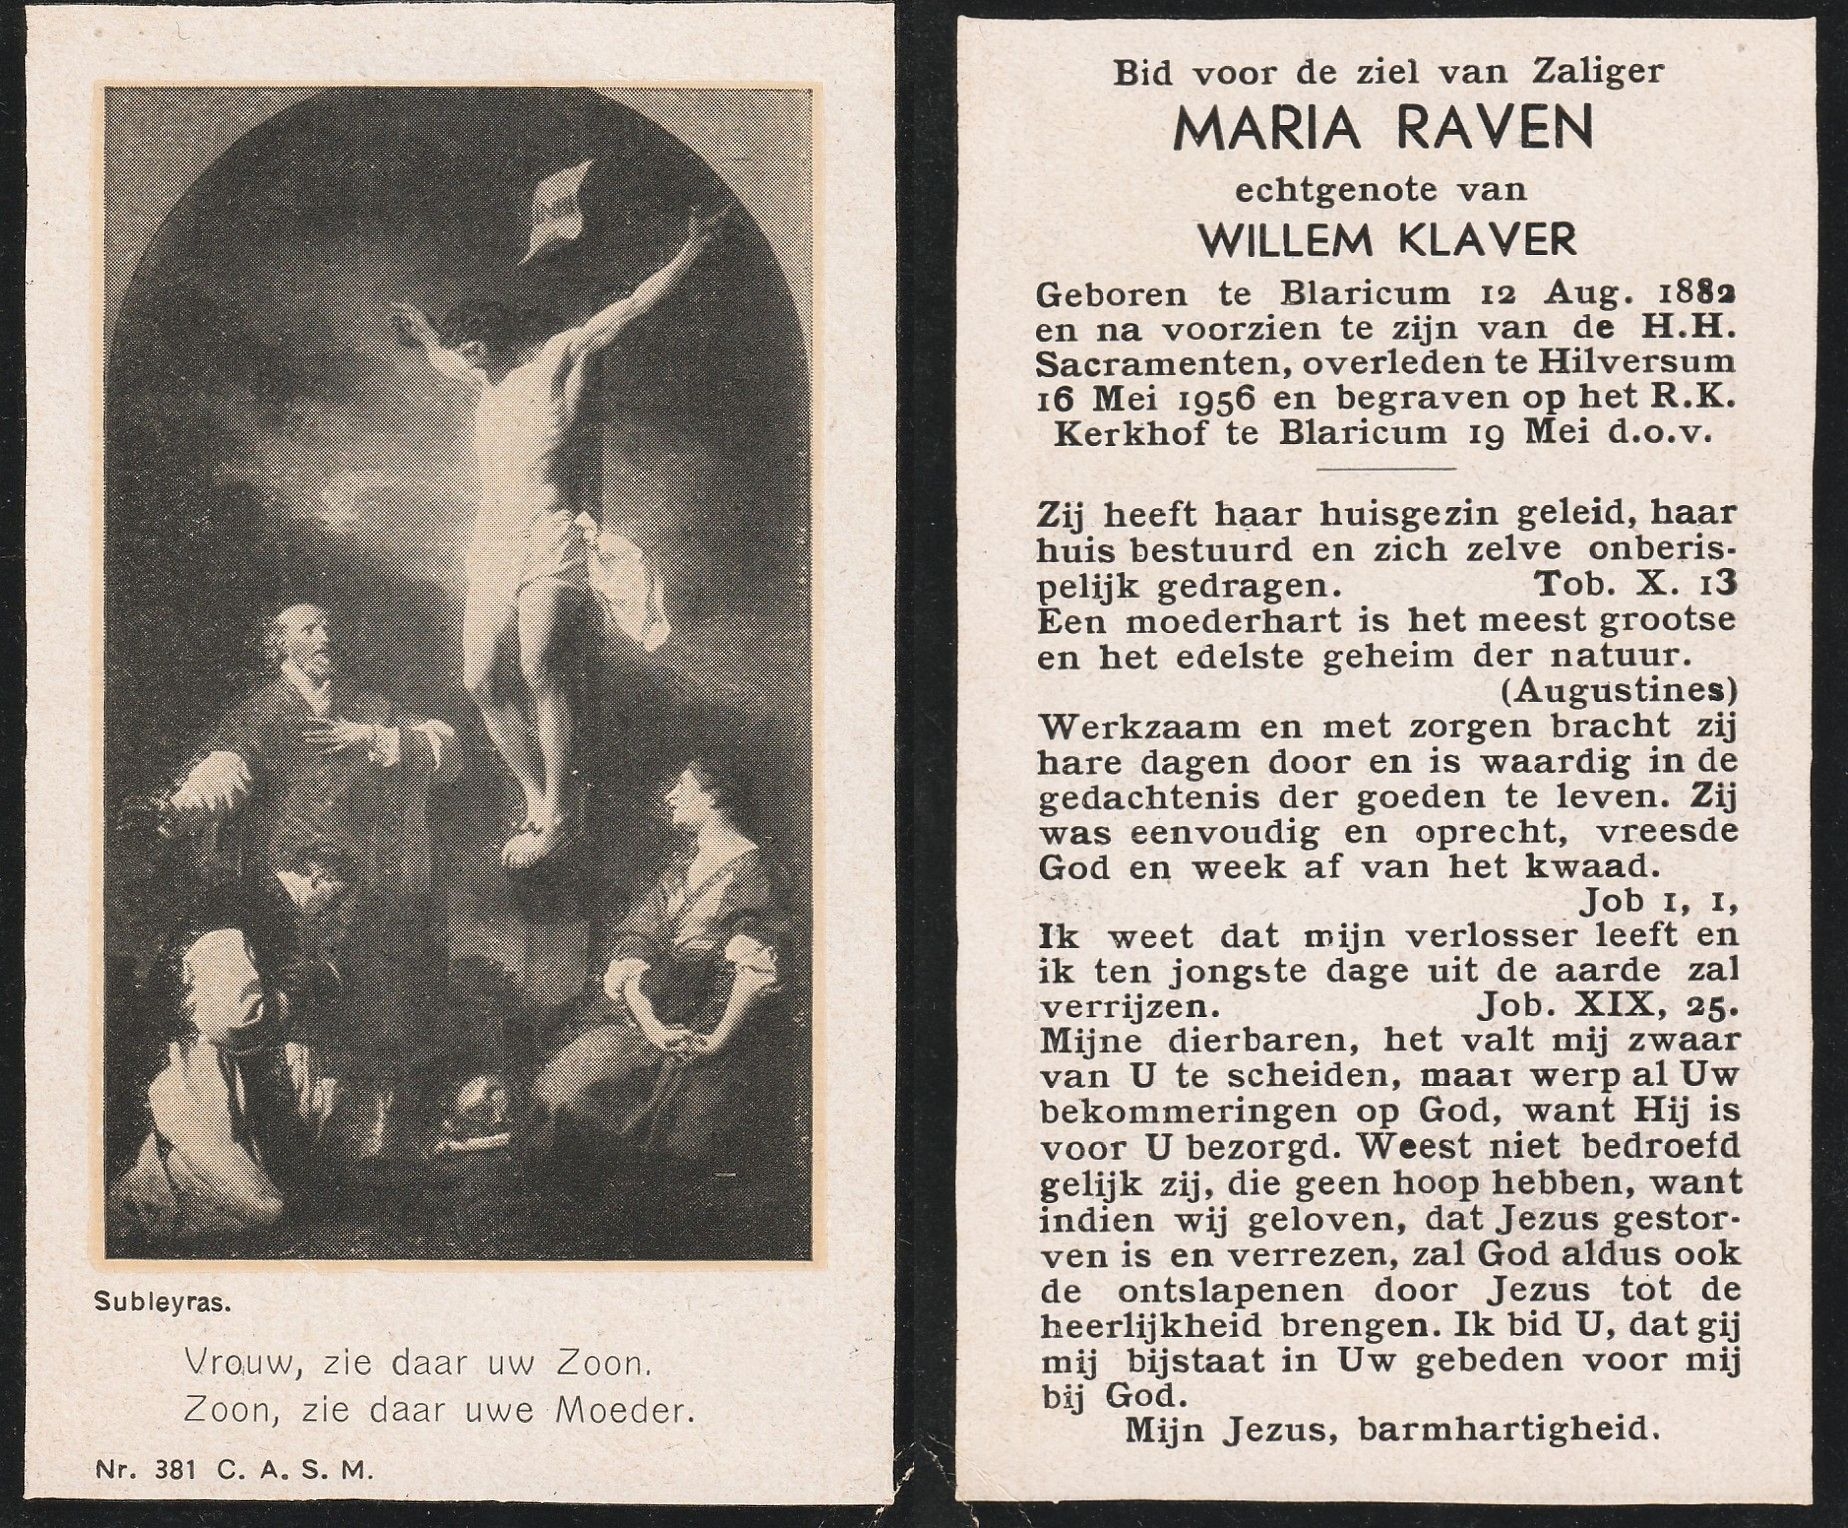 Subleyras.
Vrouw, zie daar uw Zoon.
Zoon, zie daar uwe Moeder.
Nr. 381 C. A. S. M.
Bid voor de ziel van Zaliger
MARIA RAVEN
echtgenote van
WILLEM KLAVER
Geboren te Blaricum 12 Aug. 1882
en na voorzien te zijn van de H.H.
Sacramenten, overleden te Hilversum
16 Mei 1956 en begraven op het R.K.
Kerkhof te Blaricum 19 Mei d.o.v.
Zij heeft haar huisgezin geleid, haar
huis bestuurd en zich zelve onberis-
pelijk gedragen. Tob. X. 13
Een moederhart is het meest grootse
en het edelste geheim der natuur.
(Augustines)
Werkzaam en met zorgen bracht zij
hare dagen door en is waardig in de
gedachtenis der goeden te leven. Zij
was eenvoudig en oprecht, vreesde
God en week af van het kwaad.
Job 1, 1,
Ik weet dat mijn verlosser leeft en
ik ten jongste dage uit de aarde zal
verrijzen. Job. XIX, 25.
Mijne dierbaren, het valt mij zwaar
van U te scheiden, maar werp al Uw
bekommeringen op God, want Hij is
voor U bezorgd. Weest niet bedroefd
gelijk zij, die geen hoop hebben, want
indien wij geloven, dat Jezus gestor-
ven is en verrezen, zal God aldus ook
de ontslapenen door Jezus tot de
heerlijkheid brengen. Ik bid U, dat gij
mij bijstaat in Uw gebeden voor mij
bij God.
Mijn Jezus, barmhartigheid.